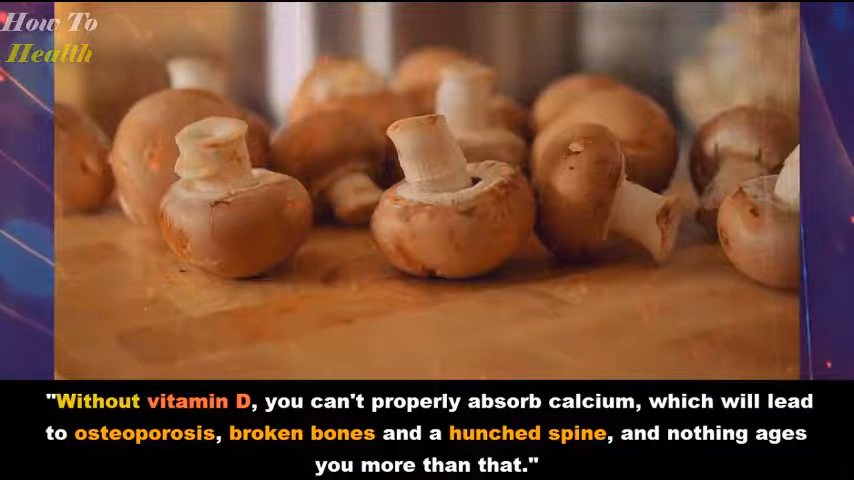 How To
Health
"Without vitamin D, you can't properly absorb calcium, which will lead
to osteoporosis, broken bones and a hunched spine, and nothing ages
you more than that."